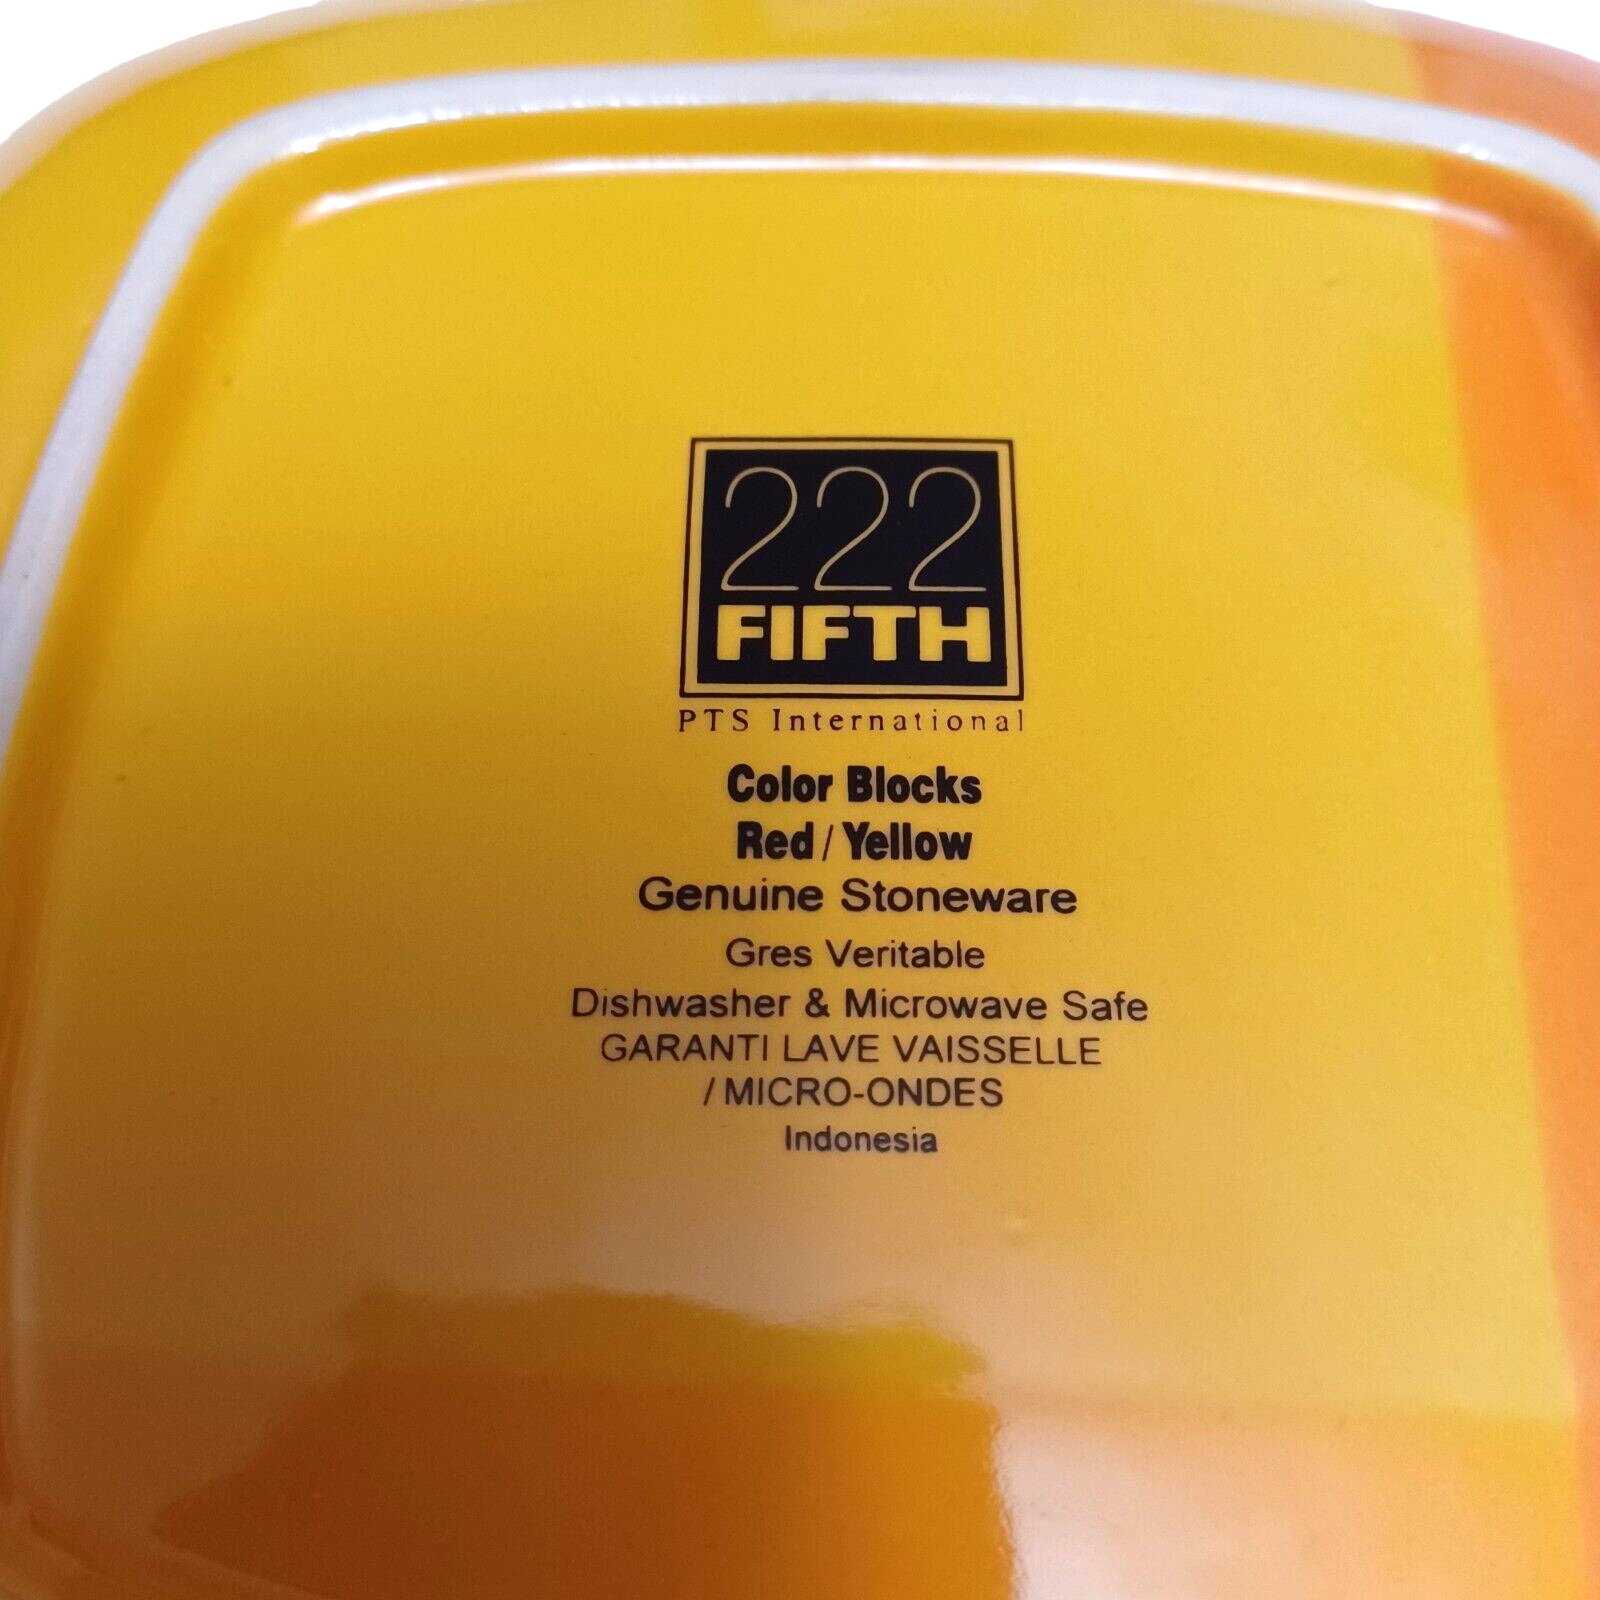 222
FIFTH
PTS International
Color Blocks
Red / Yellow
Genuine Stoneware
Gres Veritable
Dishwasher & Microwave Safe
GARANTI LAVE VAISSELLE
/ MICRO-ONDES
Indonesia